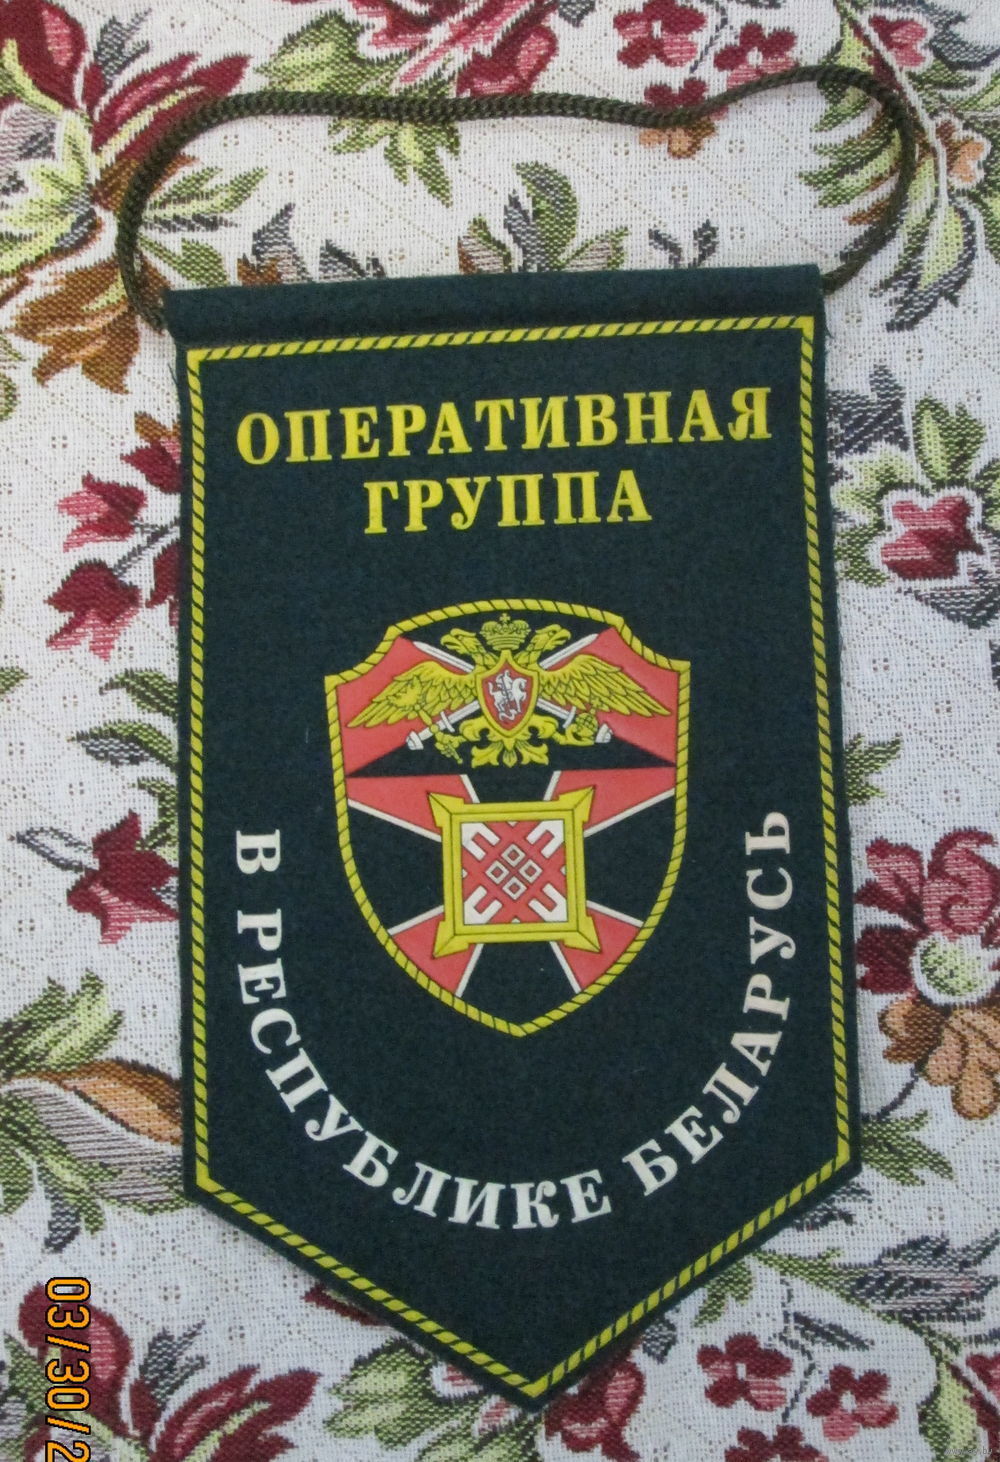 ОПЕРАТИВНАЯ
ГРУППА
В РЕСПУБЛИКЕ БЕЛАРУСЬ
03/30/2